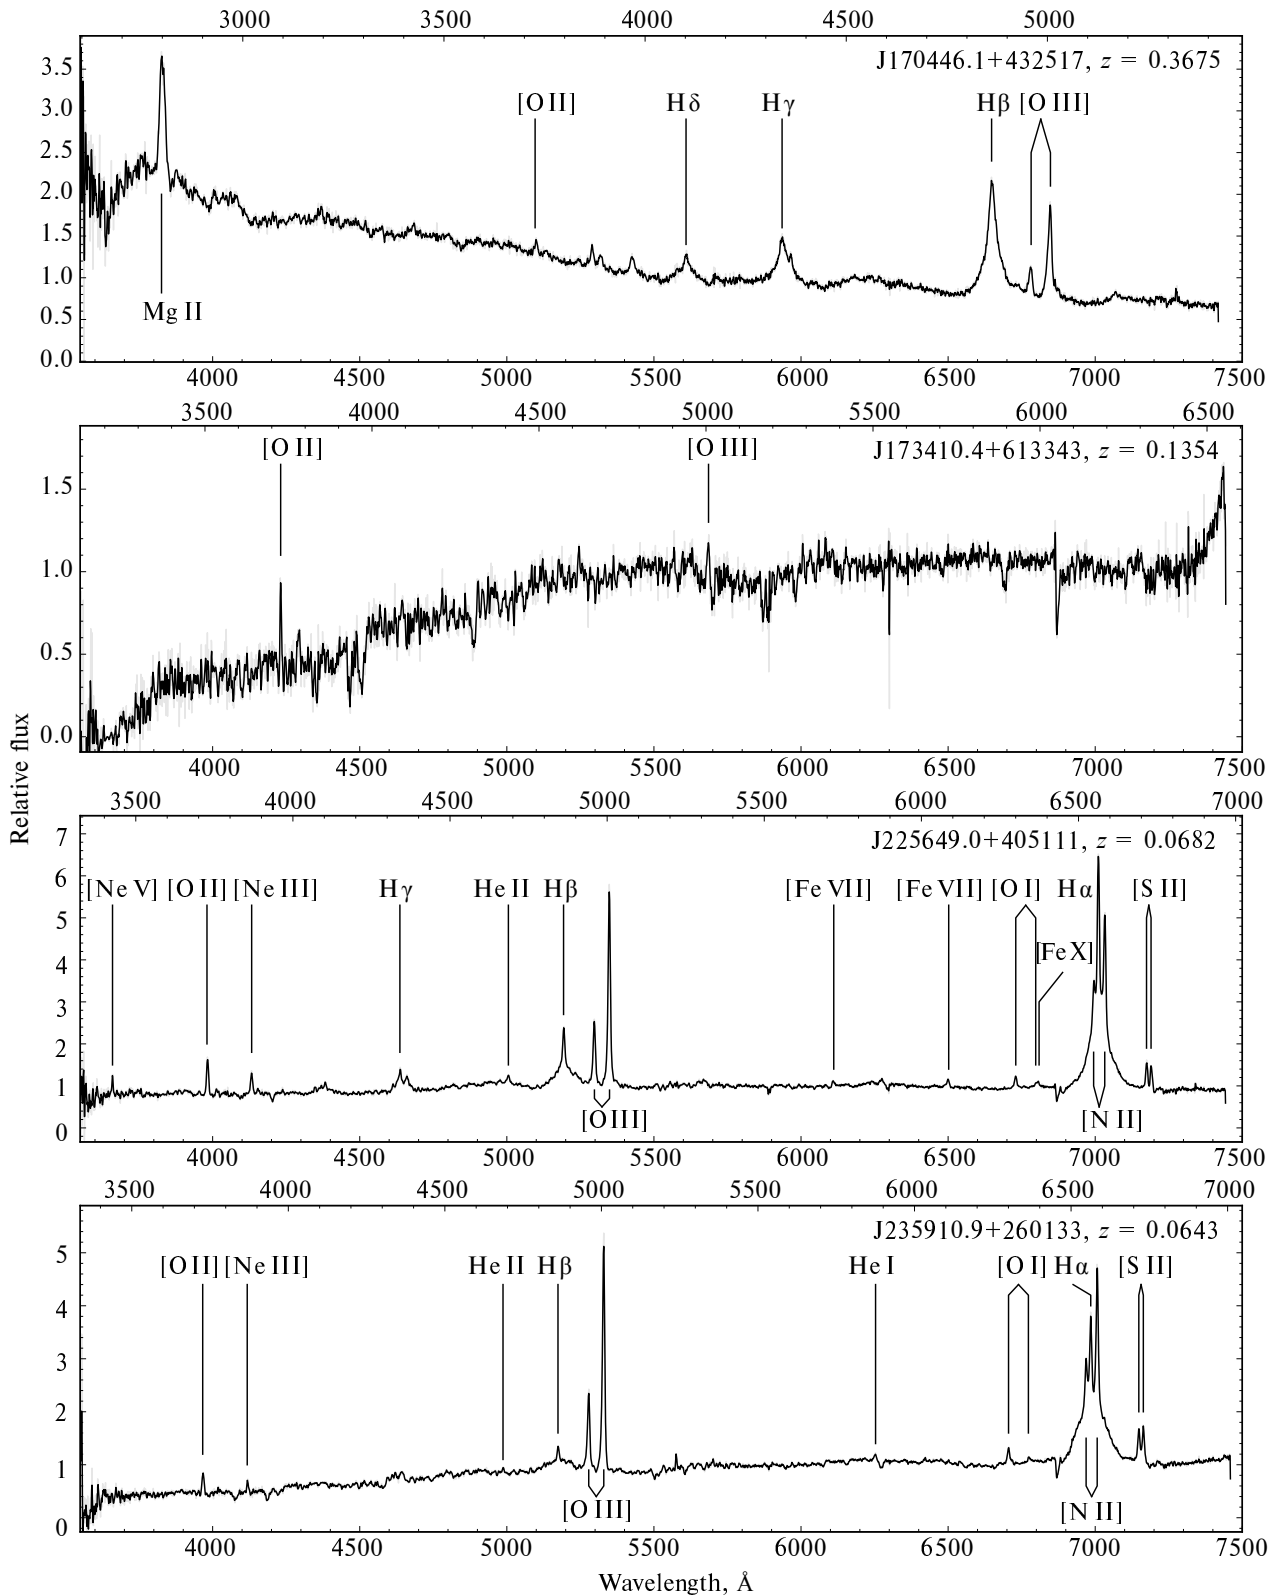 3000 3500 4000 4500 5000
J170446.1+432517, z = 0.3675
3.5
[O II] Hδ Hγ Hβ [O III]
3.0
2.5
2.0
1.5
1.0
Mg II
0.5
0.0
4000 4500 5000 5500 6000 6500 7000 7500
3500 4000 4500 5000 5500 6000 6500
[O II] [O III] J173410.4+613343, z = 0.1354
1.5
1.0
0.5
0.0
4000 4500 5000 5500 6000 6500 7000 7500
3500 4000 4500 5000 5500 6000 6500 7000
7
J225649.0+405111, z = 0.0682
[Ne V] [O II] [Ne III] Hγ He II Hβ [Fe VII] [Fe VII] [O I] Hα [S II]
6
5
[Fe X]
4
3
2
1
[O III] [N II]
0
4000 4500 5000 5500 6000 6500 7000 7500
3500 4000 4500 5000 5500 6000 6500 7000
J235910.9+260133, z = 0.0643
5
[O II] [Ne III] He II Hβ He I [O I] Hα [S II]
4
3
2
1
[O III] [N II]
0
4000 4500 5000 5500 6000 6500 7000 7500
Relative flux
Wavelength, Å